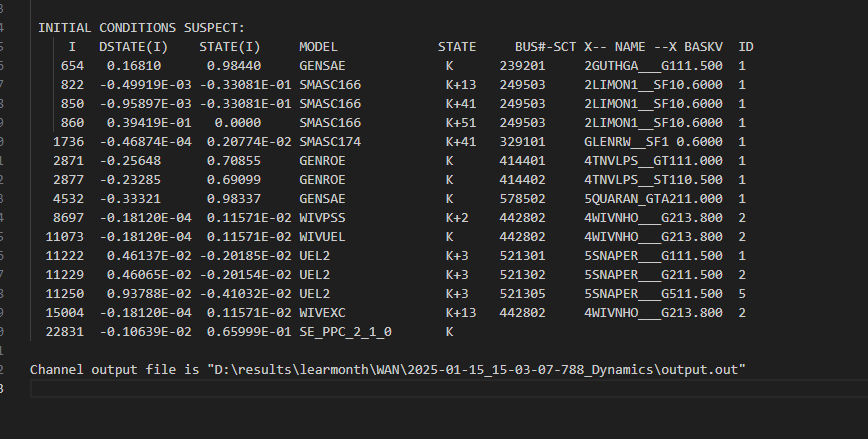 INITIAL CONDITIONS SUSPECT:
I DSTATE(I) STATE(I) MODEL STATE BUS#-SCT X-- NAME --X BASKV ID
654 0.16810 0.98440 GENSAE K 239201 2GUTHGA___G111.500 1
822 -0.49919E-03 -0.33081E-01 SMASC166 K+13 249503 2LIMON1__SF10.6000 1
850 -0.95897E-03 -0.33081E-01 SMASC166 K+41 249503 2LIMON1__SF10.6000 1
860 0.39419E-01 0.0000 SMASC166 K+51 249503 2LIMON1__SF10.6000 1
1736 -0.46874E-04 0.20774E-02 SMASC174 K+41 329101 GLENRW__SF1 0.6000 1
2871 -0.25648 0.70855 GENROE K 414401 4TNVLPS__GT111.000 1
2877 -0.23285 0.69099 GENROE K 414402 4TNVLPS__ST110.500 1
4532 -0.33321 0.98337 GENSAE K 578502 5QUARAN_GTA211.000 1
8697 -0.18120E-04 0.11571E-02 WIVPSS K+2 442802 4WIVNHO___G213.800 2
11073 -0.18120E-04 0.11571E-02 WIVUEL K 442802 4WIVNHO___G213.800 2
11222 0.46137E-02 -0.20185E-02 UEL2 K+3 521301 5SNAPER___G111.500 1
11229 0.46065E-02 -0.20154E-02 UEL2 K+3 521302 5SNAPER___G211.500 2
11250 0.93788E-02 -0.41032E-02 UEL2 K+3 521305 5SNAPER___G511.500 5
15004 -0.18120E-04 0.11571E-02 WIVEXC K+13 442802 4WIVNHO___G213.800 2
22831 -0.10639E-02 0.65999E-01 SE_PPC_2_1_0 K
Channel output file is "D:\results\learmonth\WAN\2025-01-15_15-03-07-788_Dynamics\output.out"